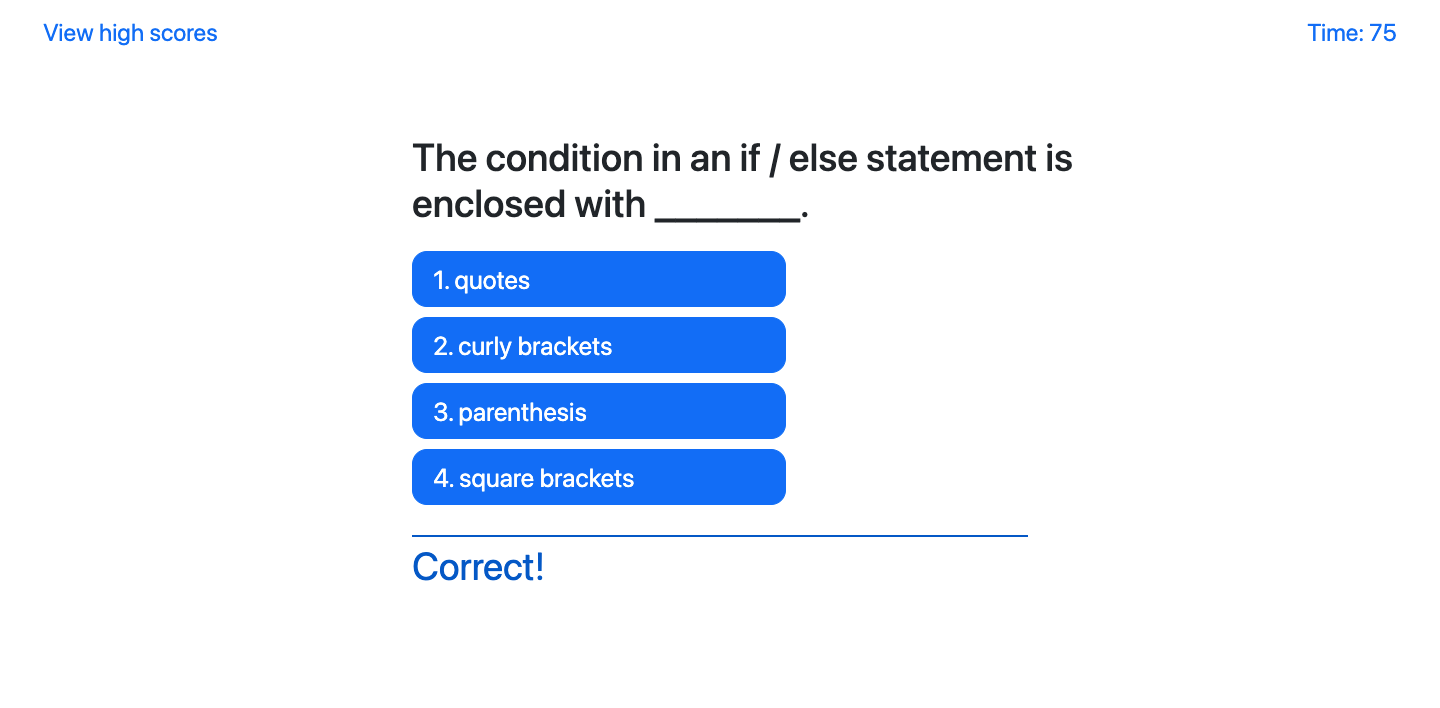 View high scores
Time: 75
The condition in an if / else statement is
enclosed with ________.
1. quotes
2. curly brackets
3. parenthesis
4. square brackets
Correct!